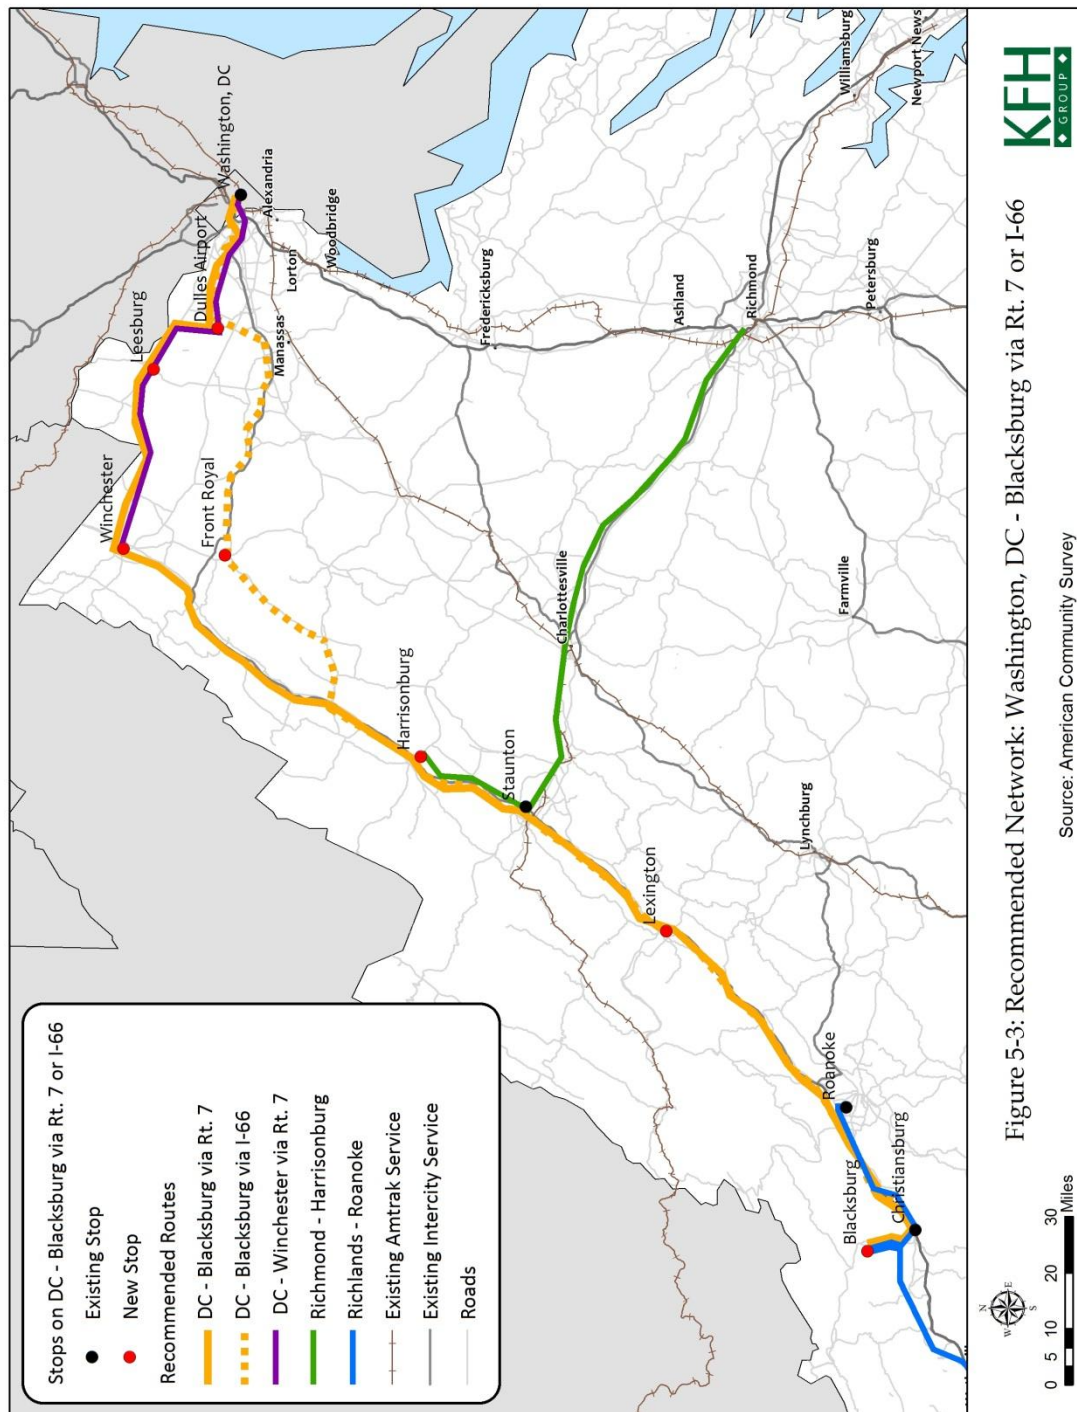 Stops on DC - Blacksburg via Rt. 7 or I-66
Existing Stop
New Stop
Recommended Routes
DC - Blacksburg via Rt. 7
DC - Blacksburg via I-66
DC - Winchester via Rt. 7
Richmond - Harrisonburg
Richlands - Roanoke
Existing Amtrak Service
Existing Intercity Service
Roads
Winchester
Leesburg
Dulles Airport
Washington, DC
Alexandria
Front Royal
Manassas
Lorton
Woodbridge
Harrisonburg
Fredericksburg
Staunton
Charlottesville
Ashland
Richmond
Lexington
Lynchburg
Farmville
Petersburg
Williamsburg
Newport News
Roanoke
Blacksburg
Christiansburg
N
E
S
W
0 5 10 20 30
Miles
Figure 5-3: Recommended Network: Washington, DC - Blacksburg via Rt. 7 or I-66
Source: American Community Survey
KFH
GROUP